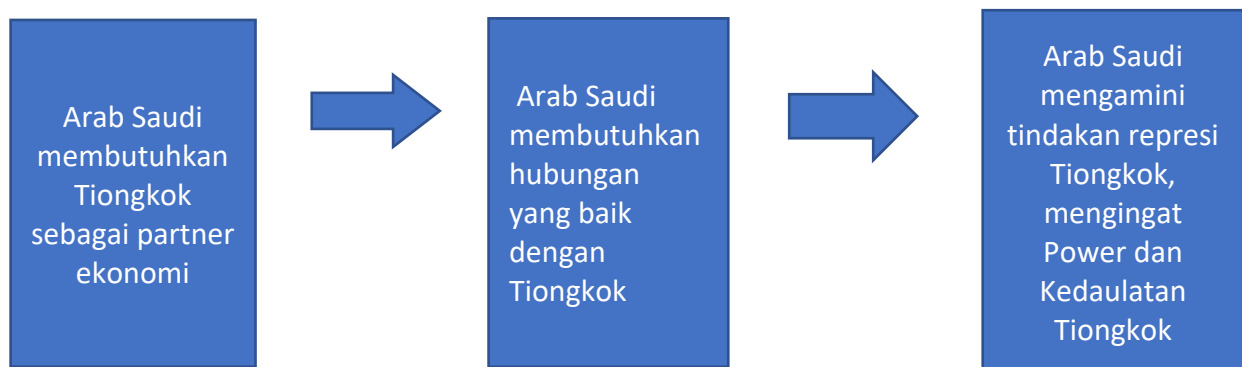 Arab Saudi
membutuhkan
Tiongkok
sebagai partner
ekonomi
Arab Saudi
membutuhkan
hubungan
yang baik
dengan
Tiongkok
Arab Saudi
mengamini
tindakan represi
Tiongkok,
mengingat
Power dan
Kedaulatan
Tiongkok